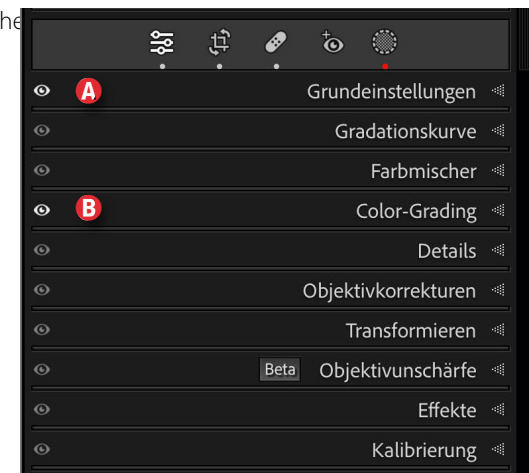 he
A Grundeinstellungen
Gradationskurve
Farbmischer
B Color-Grading
Details
Objektivkorrekturen
Transformieren
Beta Objektivunschärfe
Effekte
Kalibrierung